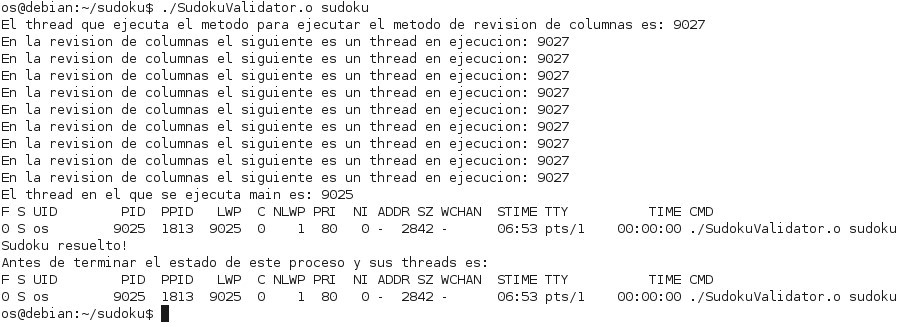 os@debian:~/sudoku$ ./SudokuValidator.o sudoku
El thread que ejecuta el metodo para ejecutar el metodo de revision de columnas es: 9027
En la revision de columnas el siguiente es un thread en ejecucion: 9027
En la revision de columnas el siguiente es un thread en ejecucion: 9027
En la revision de columnas el siguiente es un thread en ejecucion: 9027
En la revision de columnas el siguiente es un thread en ejecucion: 9027
En la revision de columnas el siguiente es un thread en ejecucion: 9027
En la revision de columnas el siguiente es un thread en ejecucion: 9027
En la revision de columnas el siguiente es un thread en ejecucion: 9027
En la revision de columnas el siguiente es un thread en ejecucion: 9027
En la revision de columnas el siguiente es un thread en ejecucion: 9027
El thread en el que se ejecuta main es: 9025
F S UID PID PPID LWP C NLWP PRI NI ADDR SZ WCHAN STIME TTY TIME CMD
0 S os 9025 1813 9025 0 1 80 0 - 2842 - 06:53 pts/1 00:00:00 ./SudokuValidator.o sudoku
Sudoku resuelto!
Antes de terminar el estado de este proceso y sus threads es:
F S UID PID PPID LWP C NLWP PRI NI ADDR SZ WCHAN STIME TTY TIME CMD
0 S os 9025 1813 9025 0 1 80 0 - 2842 - 06:53 pts/1 00:00:00 ./SudokuValidator.o sudoku
os@debian:~/sudoku$